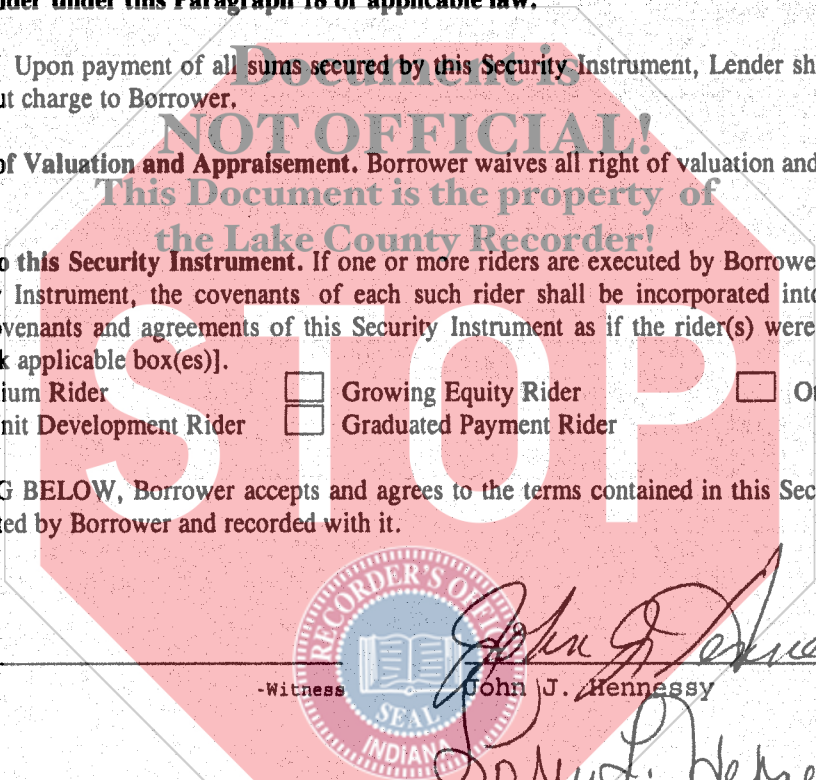 nder under this Paragraph 18 or applicable law.
Upon payment of all sums secured by this Security Instrument, Lender sh
ut charge to Borrower.
of Valuation and Appraisement. Borrower waives all right of valuation and
o this Security Instrument. If one or more riders are executed by Borrowe
Instrument, the covenants of each such rider shall be incorporated into
venants and agreements of this Security Instrument as if the rider(s) were
k applicable box(es)].
ium Rider Growing Equity Rider Ot
nit Development Rider Graduated Payment Rider
G BELOW, Borrower accepts and agrees to the terms contained in this Sec
ted by Borrower and recorded with it.
-Witness John J. Hennessy
Document is
NOT OFFICIAL!
This Document is the property of
the Lake County Recorder!
STOP
RECORDER'S OFFI
SEAL
INDIANA
John J. Henne